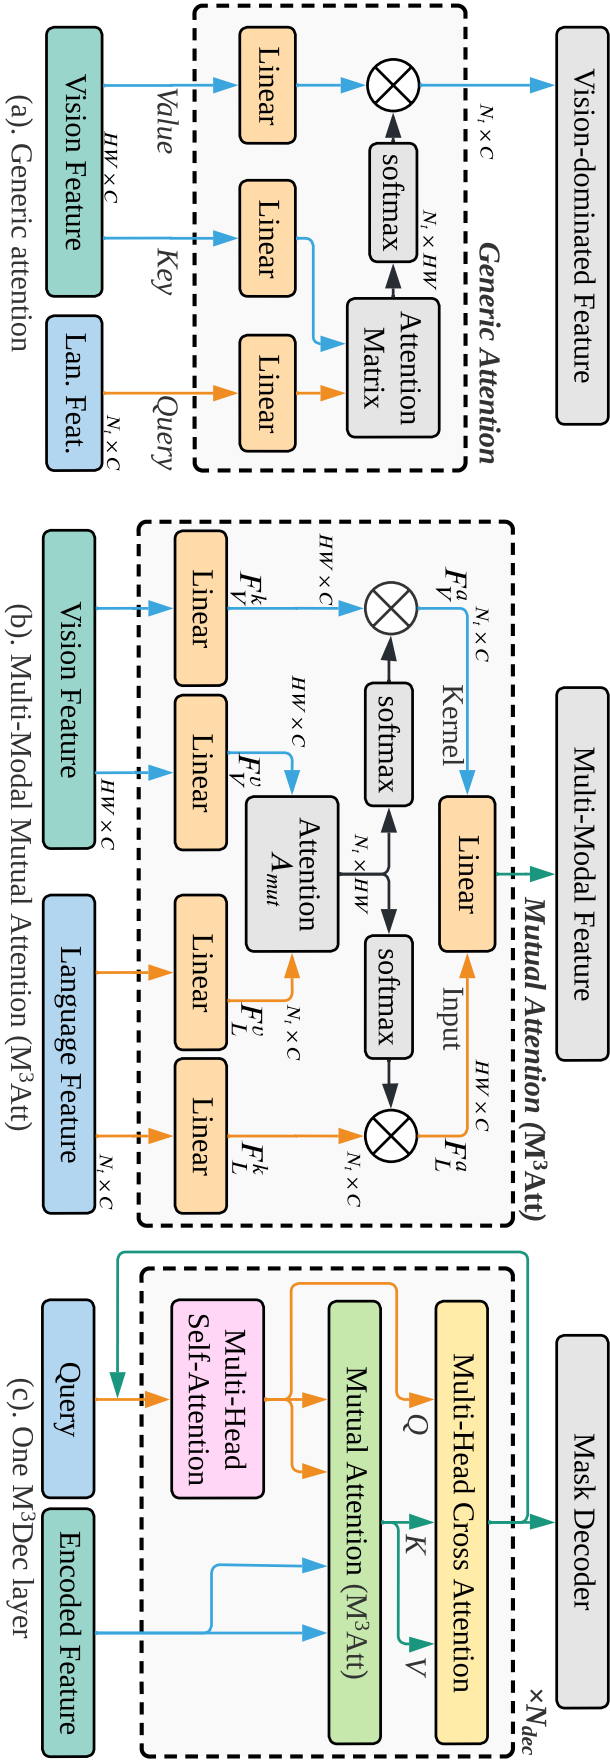 Vision-dominated Feature
N_t × C
Generic Attention
softmax
N_t × HW
Attention
Matrix
Linear
Linear
Linear
Value
Key
Query
Vision Feature
HW × C
Lan. Feat.
N_t × C
(a). Generic attention
Multi-Modal Feature
Mutual Attention (M³Att)
F_V^a
N_t × C
Kernel
Linear
Input
HW × C
F_L^a
softmax
softmax
HW × C
N_t × HW
N_t × C
Attention
A_mut
HW × C
N_t × C
F_V^k
F_V^v
F_L^v
F_L^k
Linear
Linear
Linear
Linear
Vision Feature
HW × C
Language Feature
N_t × C
(b). Multi-Modal Mutual Attention (M³Att)
Mask Decoder
×N_dec
Multi-Head Cross Attention
Q
K
V
Mutual Attention (M³Att)
Multi-Head
Self-Attention
Query
Encoded Feature
(c). One M³Dec layer